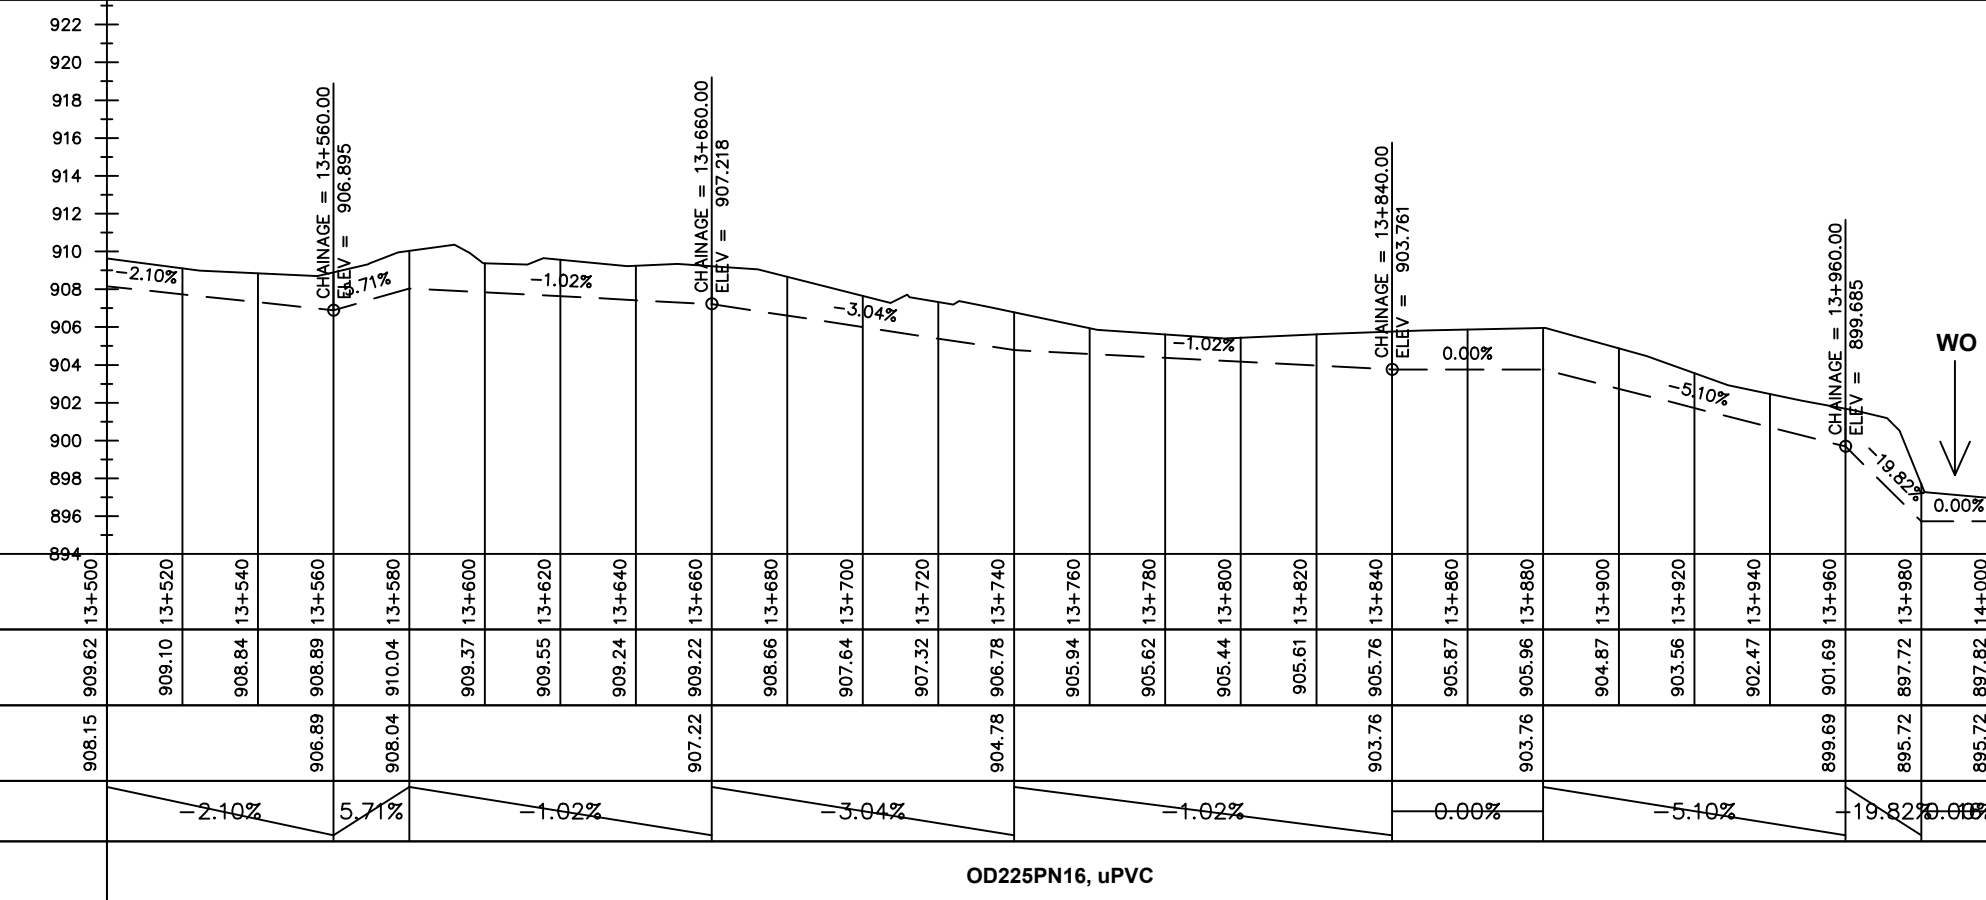 922
920
918
916
914
912
910
908
906
904
902
900
898
896
894
CHAINAGE = 13+560.00
ELEV = 906.895
CHAINAGE = 13+660.00
ELEV = 907.218
CHAINAGE = 13+840.00
ELEV = 903.761
CHAINAGE = 13+960.00
ELEV = 899.685
WO
-2.10%
5.71%
-1.02%
-3.04%
-1.02%
0.00%
-5.10%
-19.82%
0.00%
13+500 13+520 13+540 13+560 13+580 13+600 13+620 13+640 13+660 13+680 13+700 13+720 13+740 13+760 13+780 13+800 13+820 13+840 13+860 13+880 13+900 13+920 13+940 13+960 13+980 14+000
909.62 909.10 908.84 908.89 910.04 909.37 909.55 909.24 909.22 908.66 907.64 907.32 906.78 905.94 905.62 905.44 905.61 905.76 905.87 905.96 904.87 903.56 902.47 901.69 897.72 897.82
908.15 906.89 908.04 907.22 904.78 903.76 903.76 899.69 895.72 895.72
-2.10% 5.71% -1.02% -3.04% -1.02% 0.00% -5.10% -19.82% 0.00%
OD225PN16, uPVC